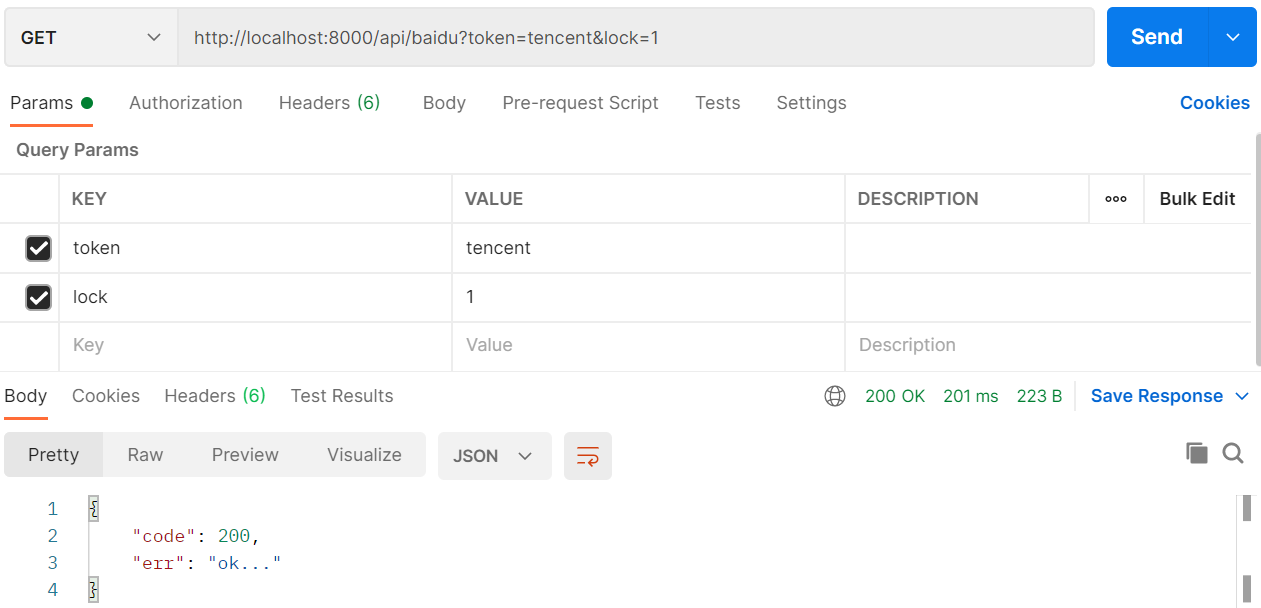 GET http://localhost:8000/api/baidu?token=tencent&lock=1 Send
Params Authorization Headers (6) Body Pre-request Script Tests Settings Cookies
Query Params
KEY VALUE DESCRIPTION ooo Bulk Edit
token tencent
lock 1
Key Value Description
Body Cookies Headers (6) Test Results 200 OK 201 ms 223 B Save Response
Pretty Raw Preview Visualize JSON
1 {
2 "code": 200,
3 "err": "ok..."
4 }